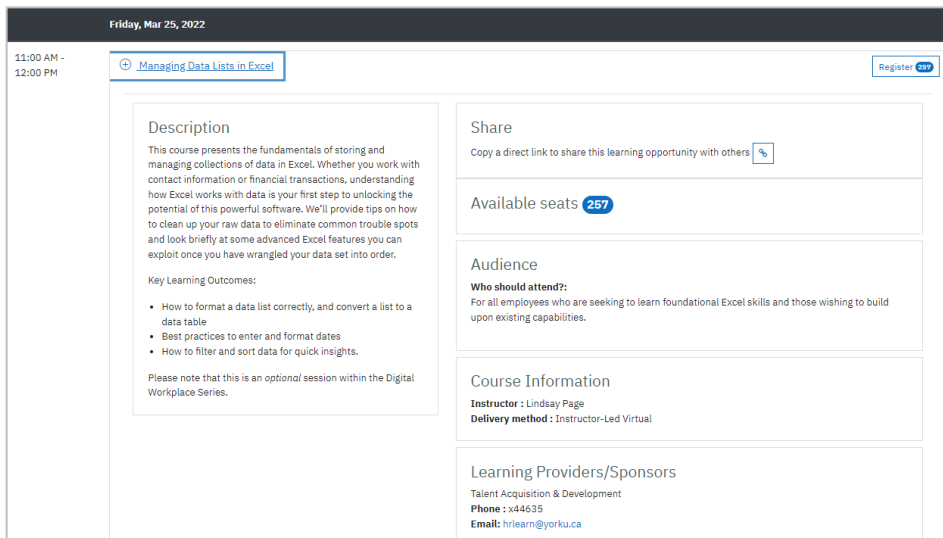 Friday, Mar 25, 2022
11:00 AM -
12:00 PM
Managing Data Lists in Excel
Register 257
Description
This course presents the fundamentals of storing and
managing collections of data in Excel. Whether you work with
contact information or financial transactions, understanding
how Excel works with data is your first step to unlocking the
potential of this powerful software. We'll provide tips on how
to clean up your raw data to eliminate common trouble spots
and look briefly at some advanced Excel features you can
exploit once you have wrangled your data set into order.
Key Learning Outcomes:
• How to format a data list correctly, and convert a list to a
data table
• Best practices to enter and format dates
• How to filter and sort data for quick insights.
Please note that this is an optional session within the Digital
Workplace Series.
Share
Copy a direct link to share this learning opportunity with others
Available seats 257
Audience
Who should attend?:
For all employees who are seeking to learn foundational Excel skills and those wishing to build
upon existing capabilities.
Course Information
Instructor : Lindsay Page
Delivery method : Instructor-Led Virtual
Learning Providers/Sponsors
Talent Acquisition & Development
Phone : x44635
Email: hrlearn@yorku.ca